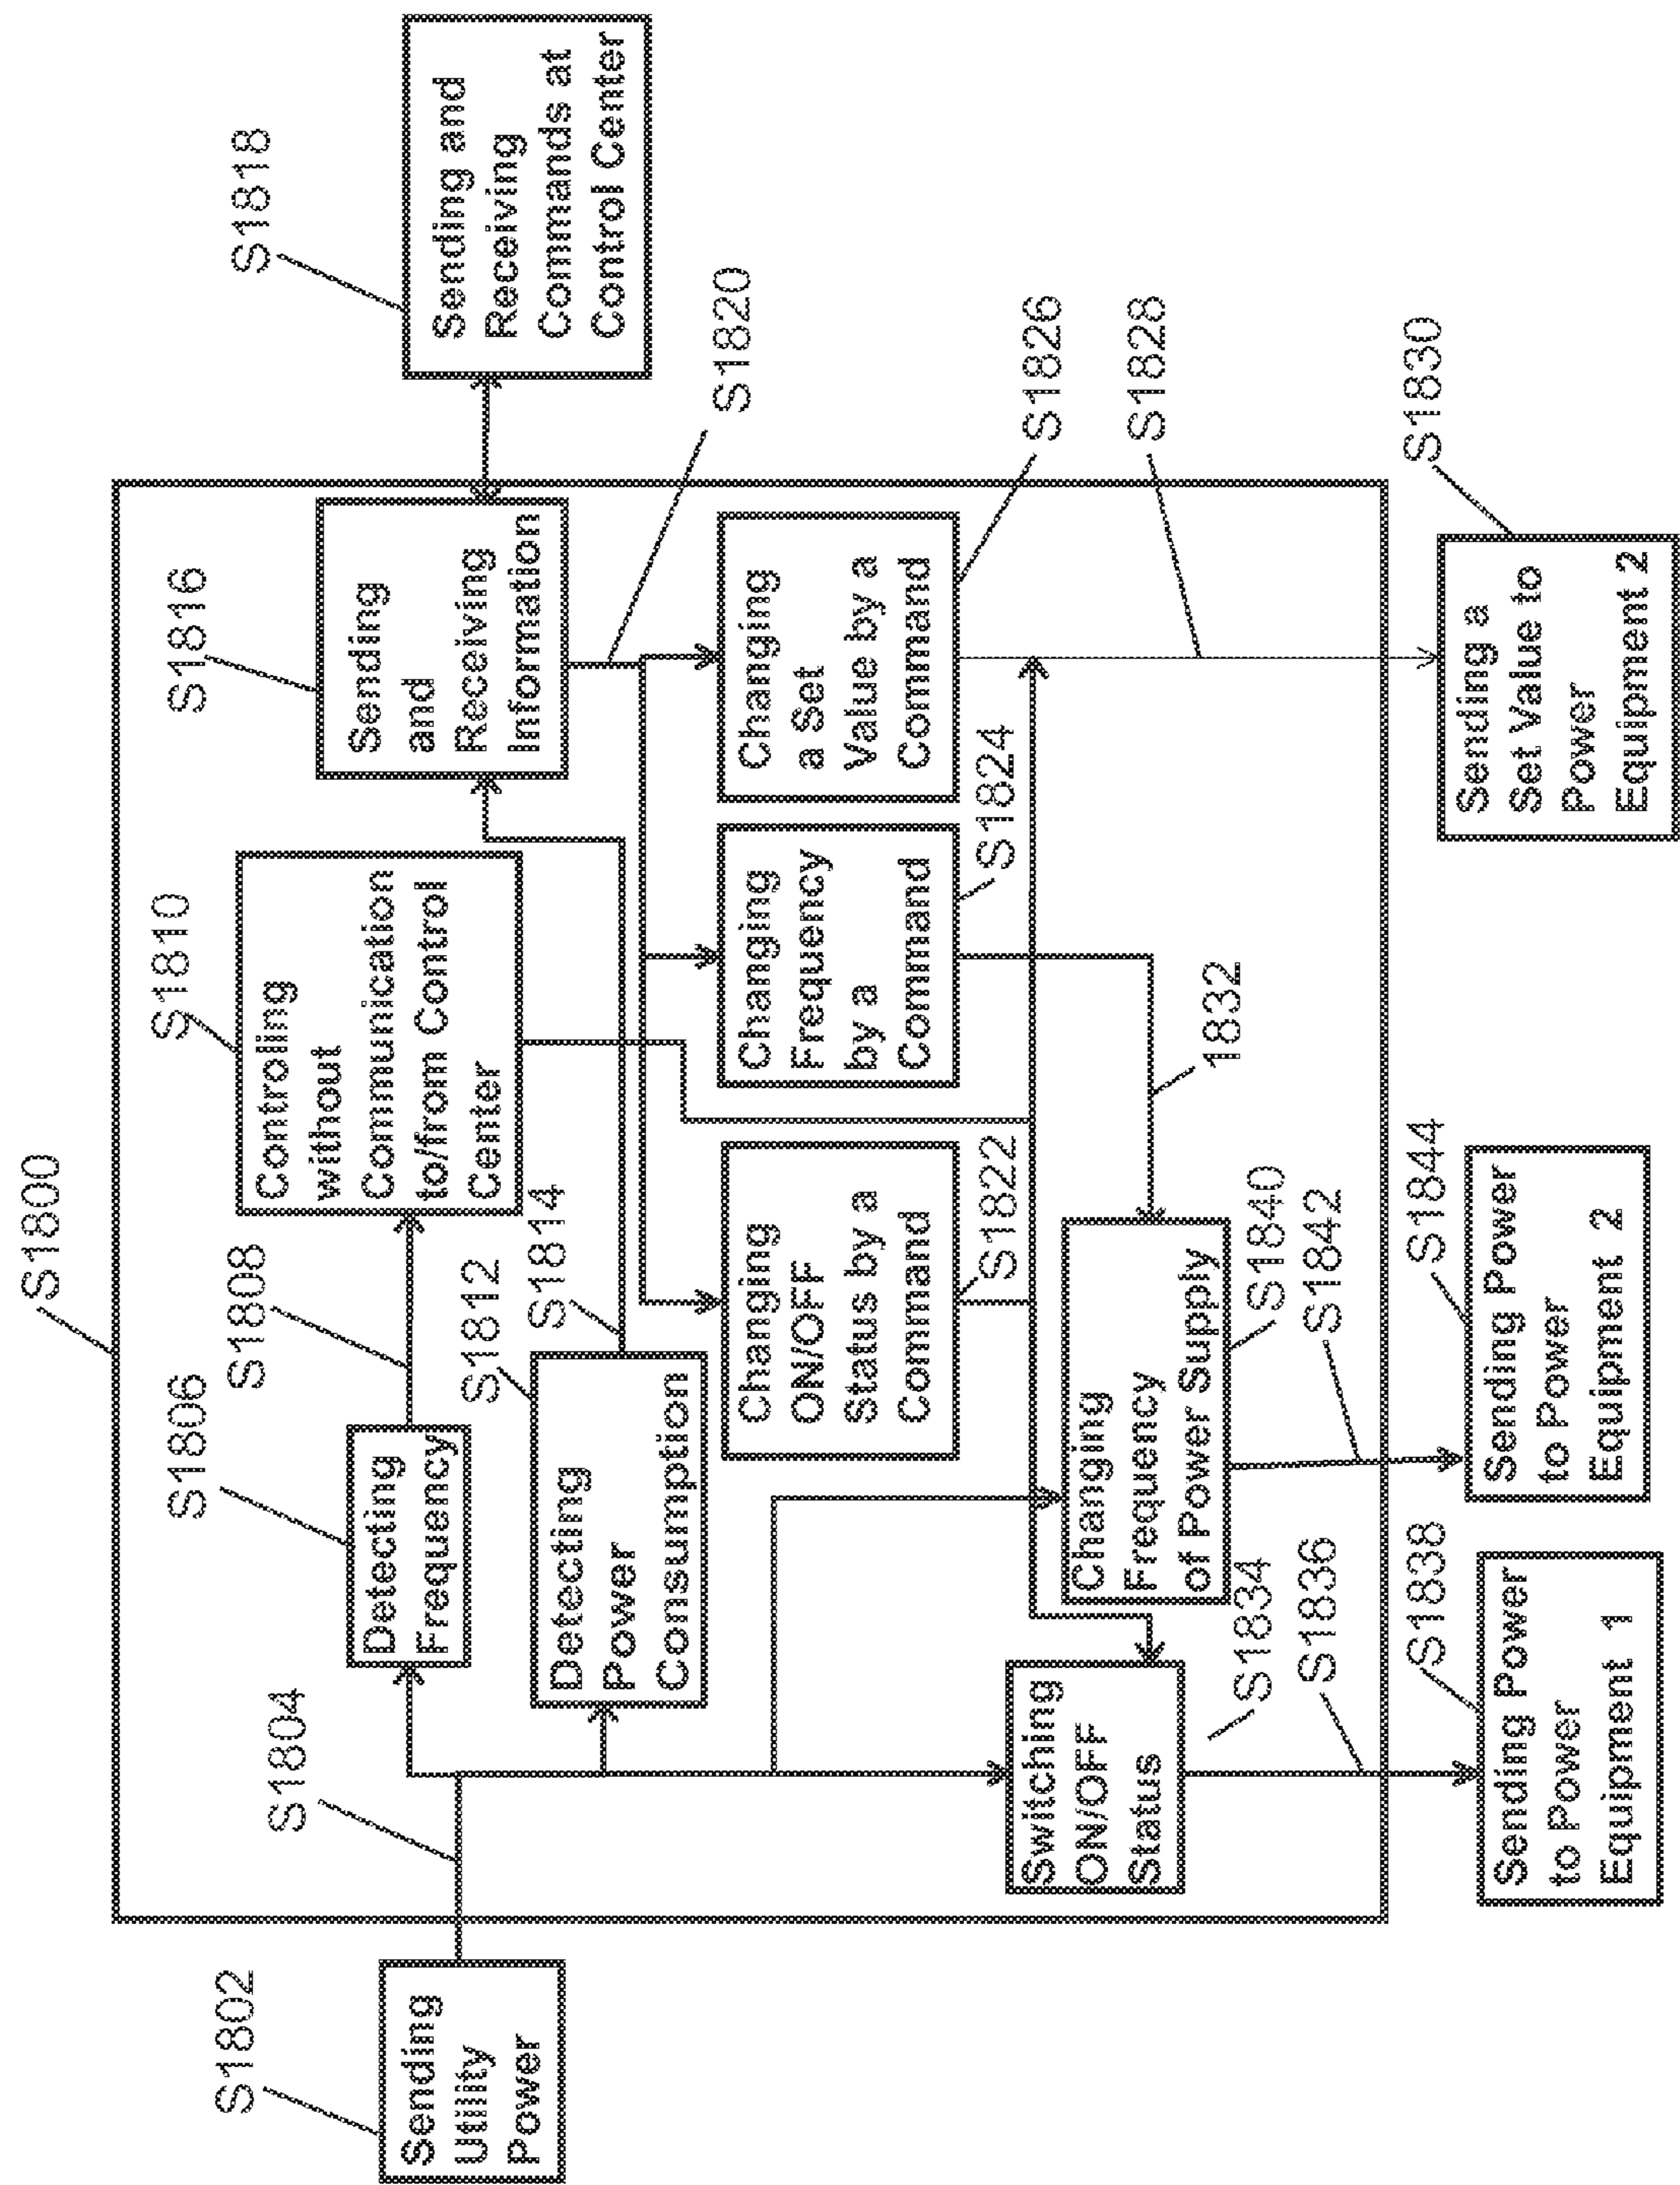 S1800
S1802
Sending
Utility
Power
S1804
S1806
Detecting
Frequency
S1808
S1810
Controling
without
Communication
to/from Control
Center
S1812
Detecting
Power
Consumption
S1814
S1816
Sending
and
Receiving
Information
S1818
Sending and
Receiving
Commands at
Control Center
S1820
Changing
ON/OFF
Status by a
Command
S1822
Changing
Frequency
by a
Command
S1824
Changing
a Set
Value by a
Command
S1826
S1828
Switching
ON/OFF
Status
S1834
S1836
Changing
Frequency
of Power Supply
S1840
S1842
1832
S1838
Sending Power
to Power
Equipment 1
S1844
Sending Power
to Power
Equipment 2
S1830
Sending a
Set Value to
Power
Equipment 2